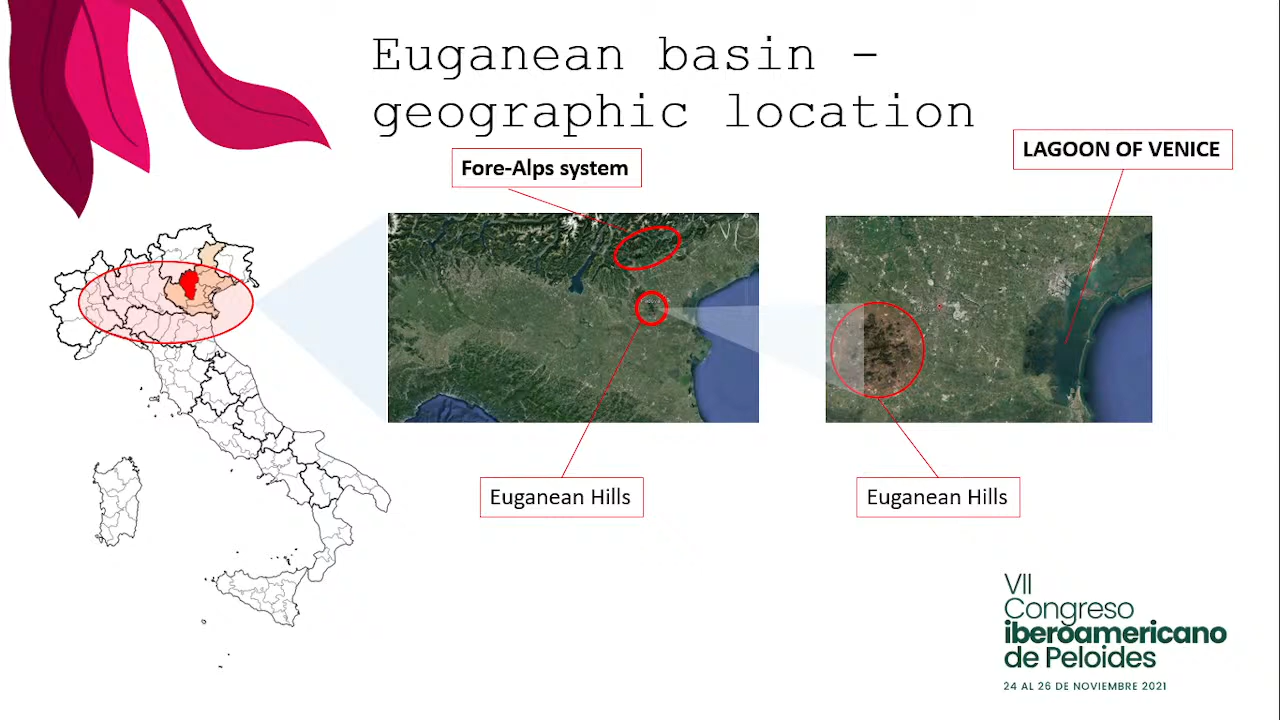 Euganean basin -
geographic location
LAGOON OF VENICE
Fore-Alps system
Euganean Hills
Euganean Hills
VII
Congreso
iberoamericano
de Peloides
24 AL 26 DE NOVIEMBRE 2021